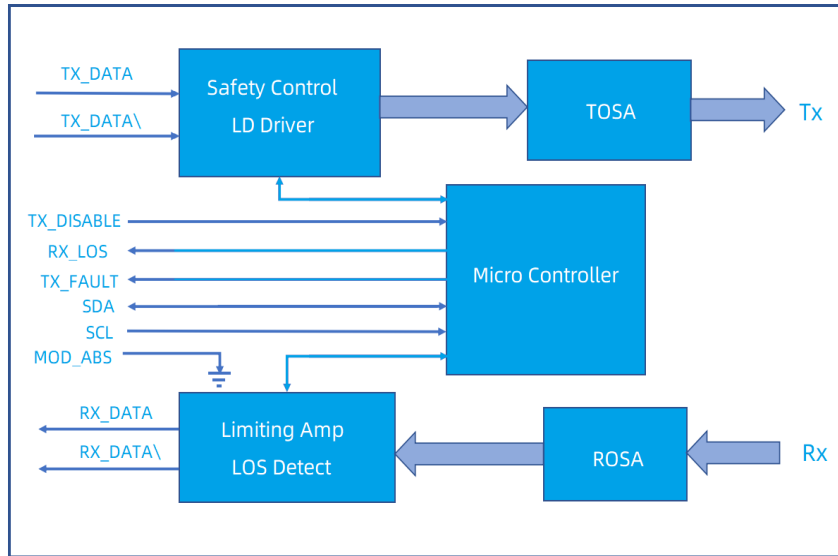 TX_DATA
TX_DATA\
Safety Control
LD Driver
TOSA
Tx
TX_DISABLE
RX_LOS
TX_FAULT
SDA
SCL
MOD_ABS
Micro Controller
RX_DATA
RX_DATA\
Limiting Amp
LOS Detect
ROSA
Rx